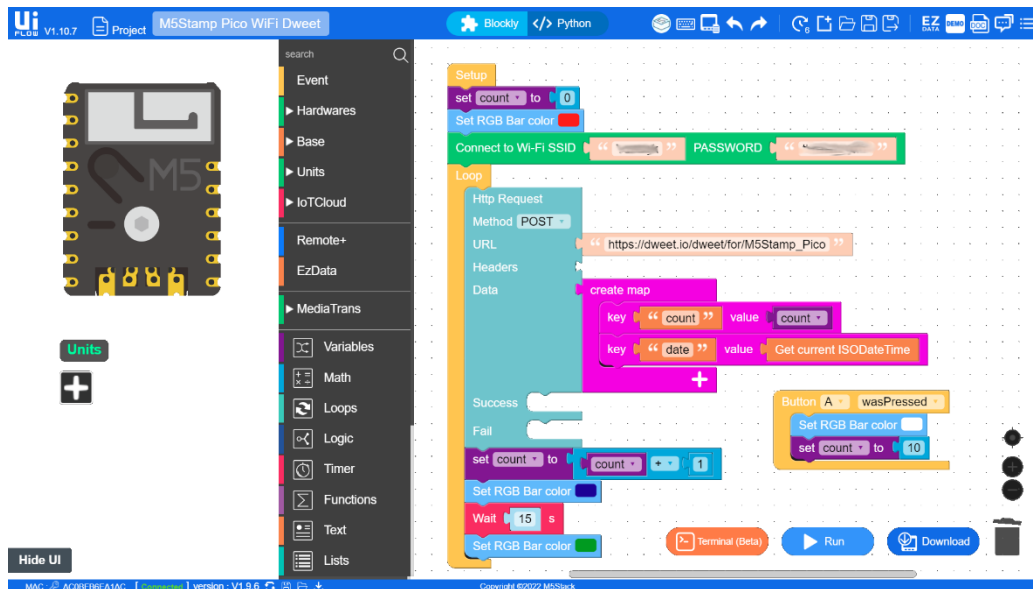 Ui FLOW V1.10.7 Project M5Stamp Pico WiFi Dweet Blockly </> Python 6 EZ DATA DEMO DOC
search
Event
Hardwares
Base
Units
IoTCloud
Remote+
EzData
MediaTrans
Variables
Math
Loops
Logic
Timer
Functions
Text
Lists
M5
Units
Hide UI
Setup
set count to 0
Set RGB Bar color
Connect to Wi-Fi SSID “ ” PASSWORD “ ”
Loop
Http Request
Method POST
URL “ https://dweet.io/dweet/for/M5Stamp_Pico ”
Headers
Data create map
key “ count ” value count
key “ date ” value Get current ISODateTime
+
Success
Fail
set count to count + 1
Set RGB Bar color
Wait 15 s
Set RGB Bar color
Button A wasPressed
Set RGB Bar color
set count to 10
Terminal (Beta) Run Download
MAC: [ Connected ] version : V1.9.6 Copyright ©2022 M5Stack